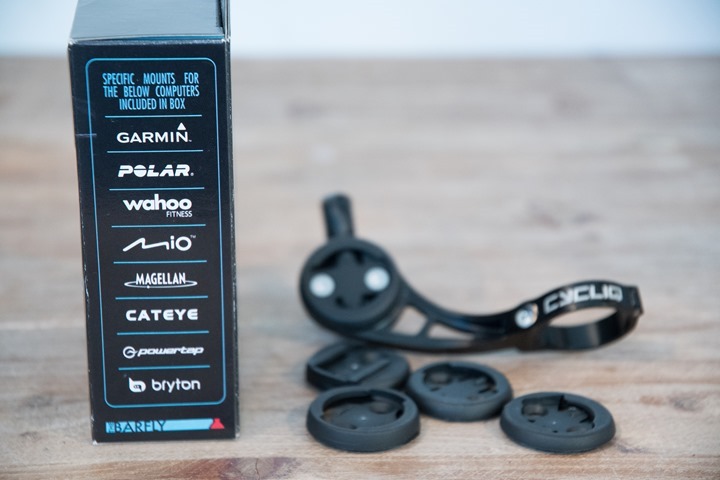 SPECIFIC MOUNTS FOR
THE BELOW COMPUTERS
INCLUDED IN BOX
GARMIN.
POLAR®
wahoo
FITNESS
MIO™
MAGELLAN
CATEYE
powertap
bryton
BARFLY
CYCLIQ